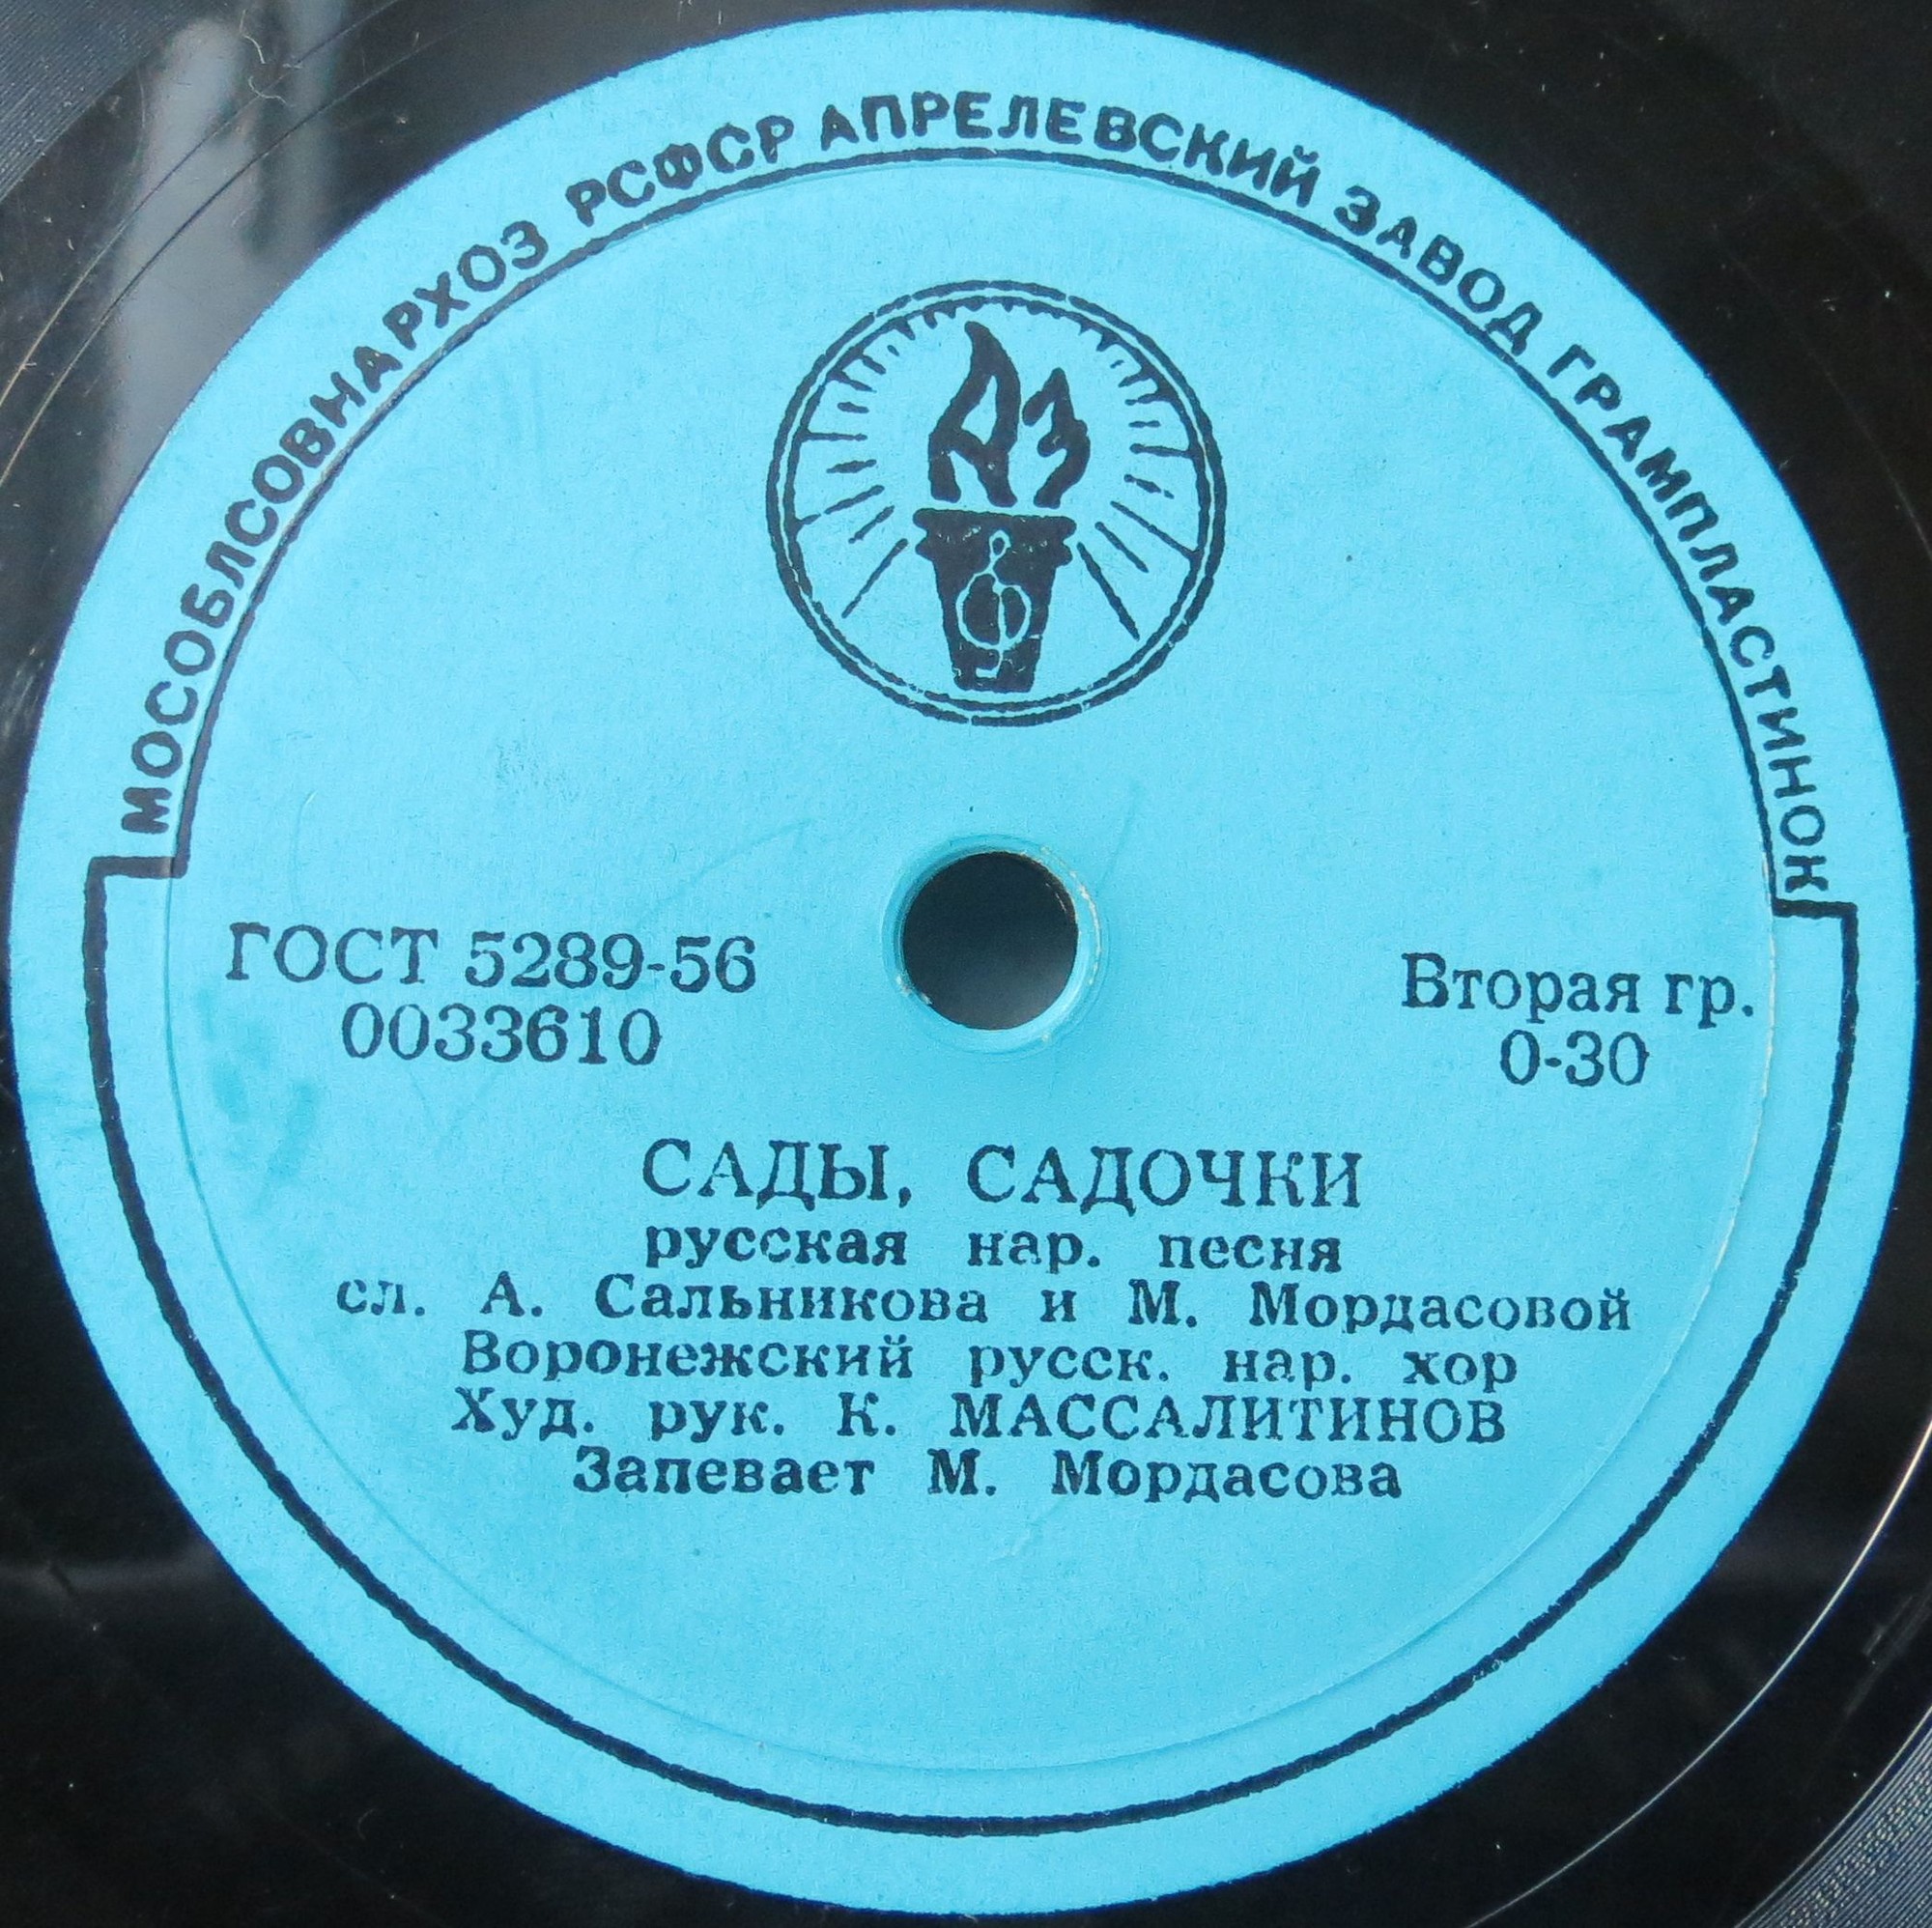 МОСОБЛСОВНАРХОЗ РСФСР АПРЕЛЕВСКИЙ ЗАВОД ГРАМПЛАСТИНОК
АЗ
ГОСТ 5289-56
0033610
Вторая гр.
0-30
САДЫ, САДОЧКИ
русская нар. песня
сл. А. Сальникова и М. Мордасовой
Воронежский русск. нар. хор
Худ. рук. К. МАССАЛИТИНОВ
Запевает М. Мордасова